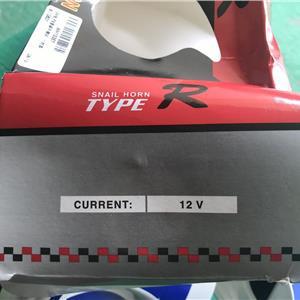 SNAIL HORN
TYPE R
CURRENT: 12 V